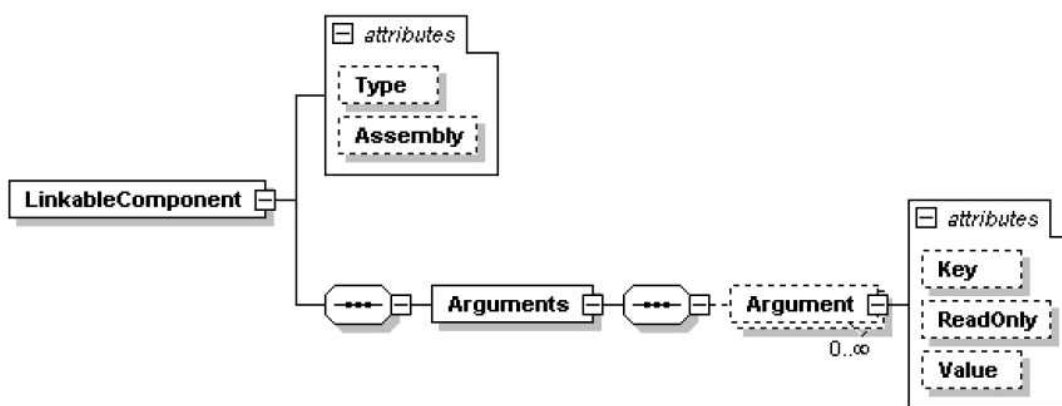 attributes
Type
Assembly
LinkableComponent
attributes
Key
Arguments
Argument
ReadOnly
0..∞
Value